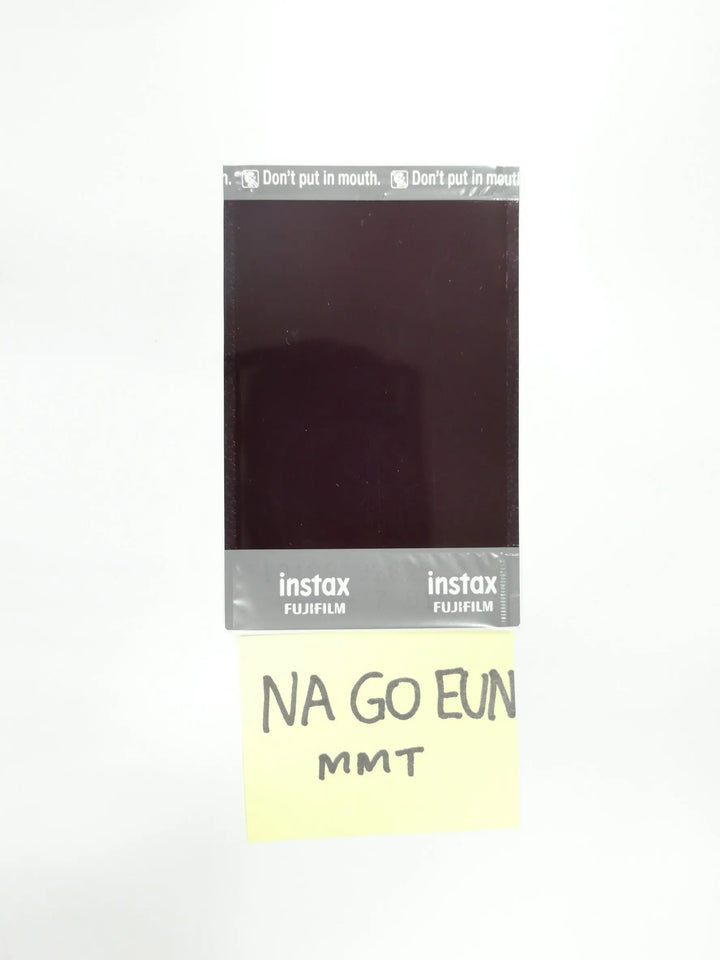 h. Don't put in mouth. Don't put in mouth
instax instax
FUJIFILM FUJIFILM
NA GO EUN
MMT